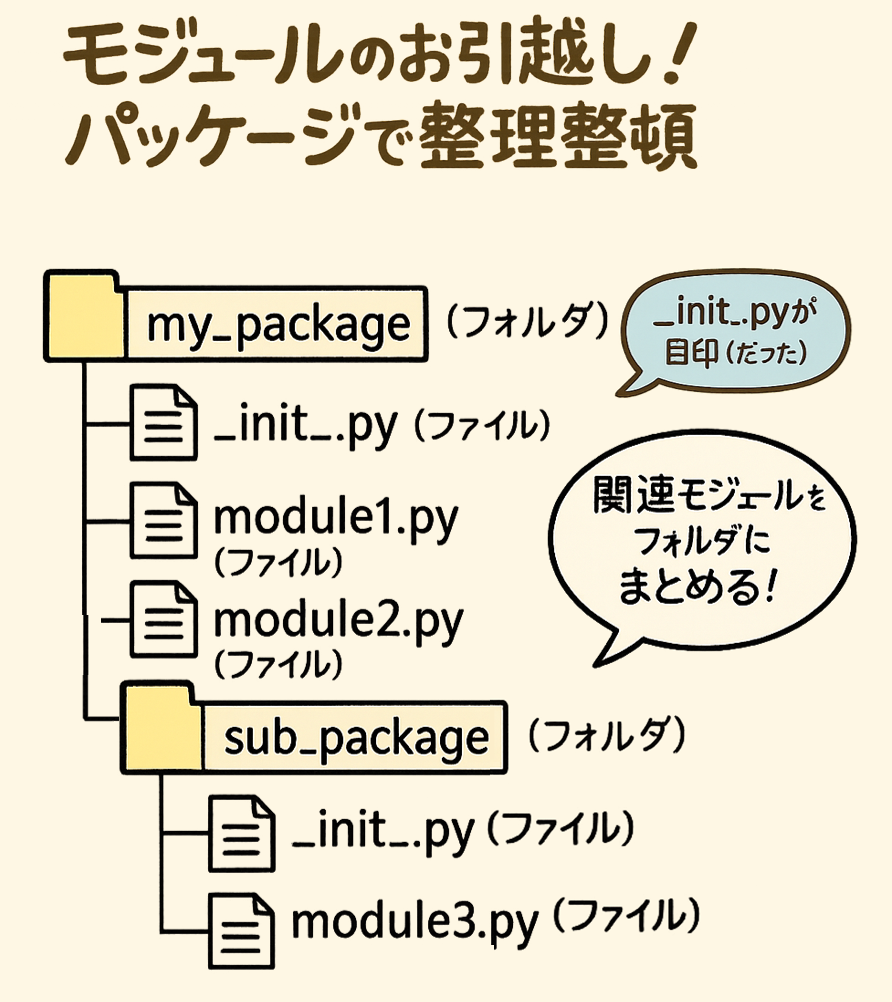 モジュールのお引越し!
パッケージで整理整頓
my_package (フォルダ)
_init_.pyが
目印(だった)
_init_.py (ファイル)
関連モジュールを
フォルダに
まとめる!
module1.py
(ファイル)
module2.py
(ファイル)
sub_package (フォルダ)
_init_.py (ファイル)
module3.py (ファイル)